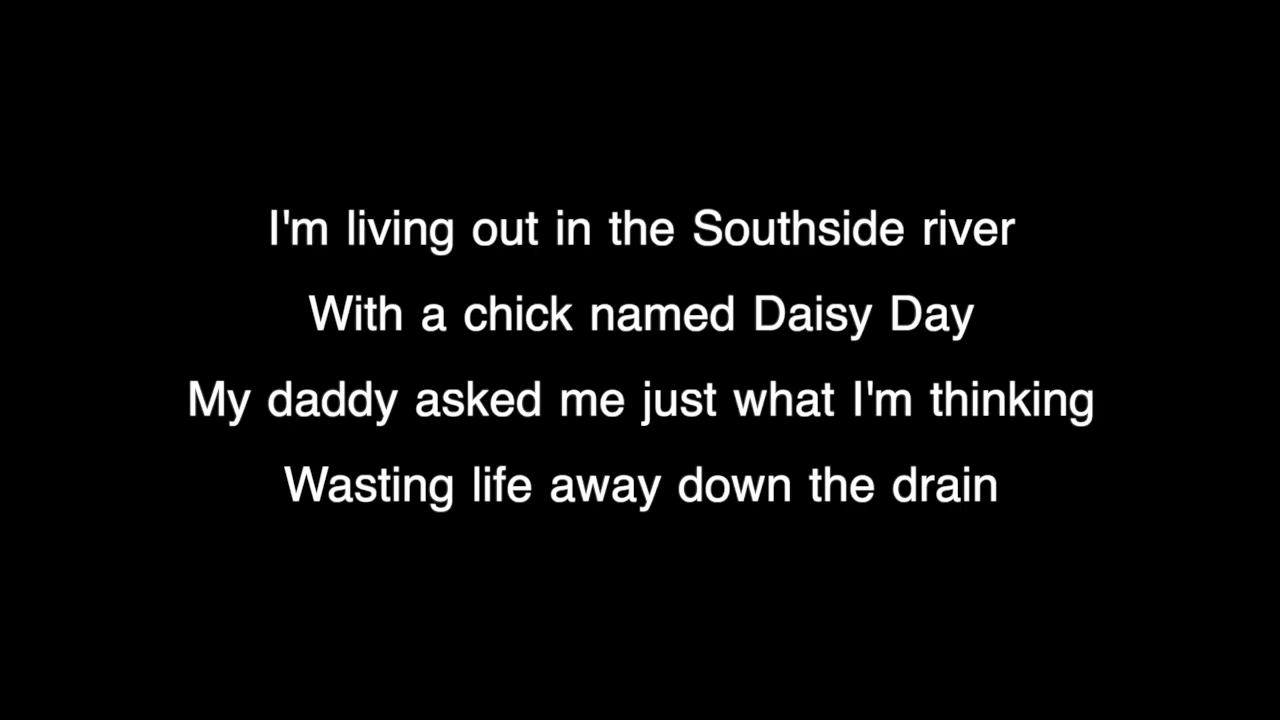 I'm living out in the Southside river
With a chick named Daisy Day
My daddy asked me just what I'm thinking
Wasting life away down the drain